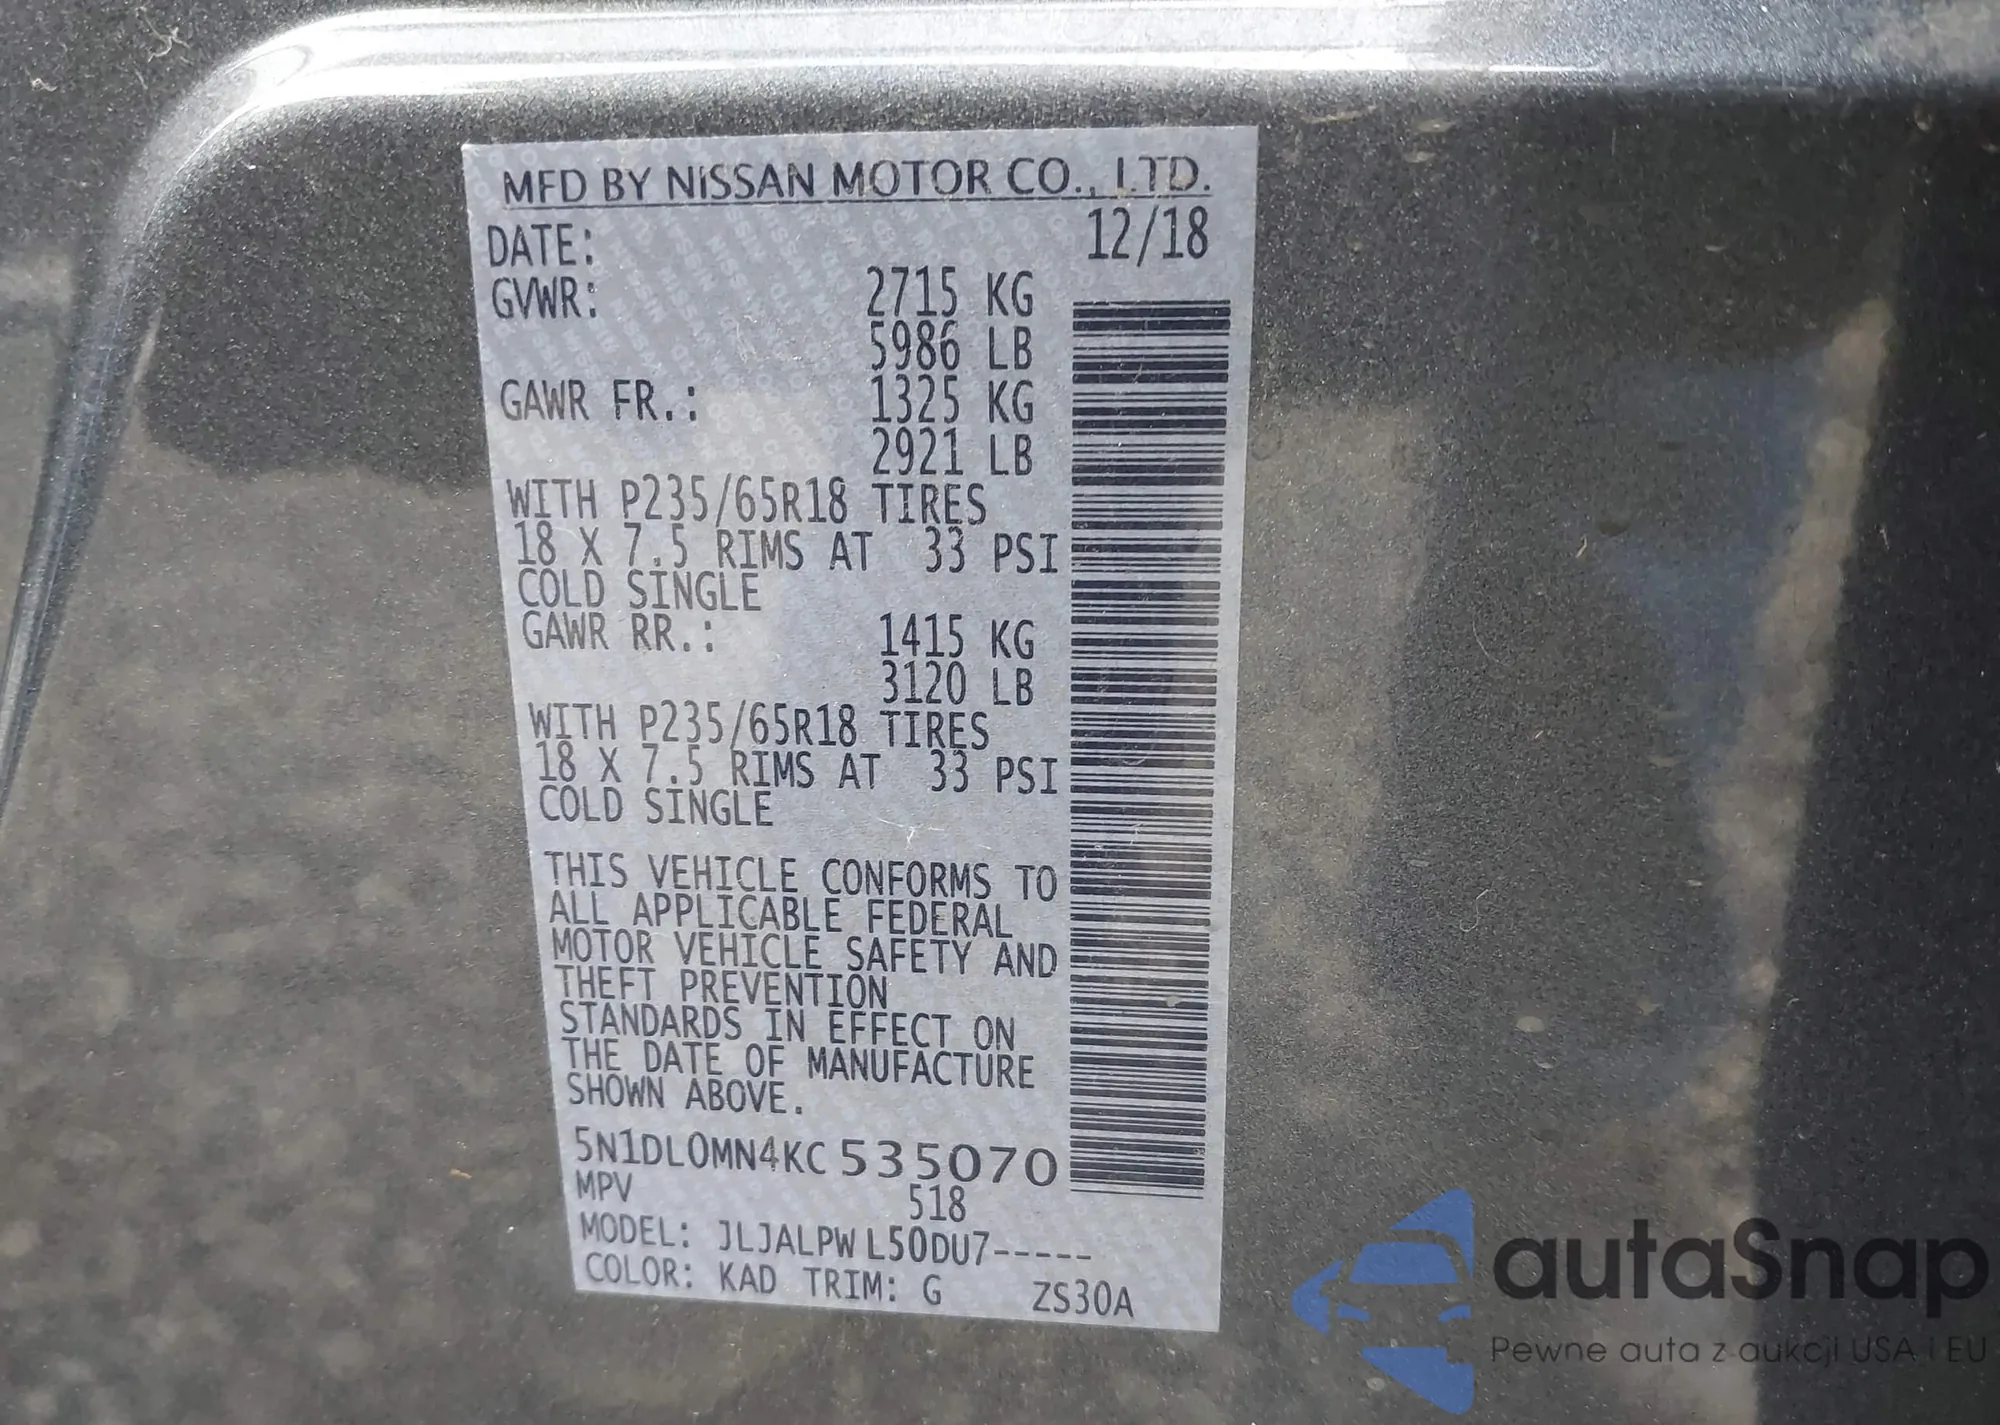 MFD BY NISSAN MOTOR CO., LTD.
DATE: 12/18
GVWR: 2715 KG
5986 LB
GAWR FR.: 1325 KG
2921 LB
WITH P235/65R18 TIRES
18 X 7.5 RIMS AT 33 PSI
COLD SINGLE
GAWR RR.: 1415 KG
3120 LB
WITH P235/65R18 TIRES
18 X 7.5 RIMS AT 33 PSI
COLD SINGLE
THIS VEHICLE CONFORMS TO
ALL APPLICABLE FEDERAL
MOTOR VEHICLE SAFETY AND
THEFT PREVENTION
STANDARDS IN EFFECT ON
THE DATE OF MANUFACTURE
SHOWN ABOVE.
5N1DL0MN4KC535070
MPV 518
MODEL: JLJALPW L50DU7-----
COLOR: KAD TRIM: G ZS30A
autaSnap
Pewne auta z aukcji USA i EU